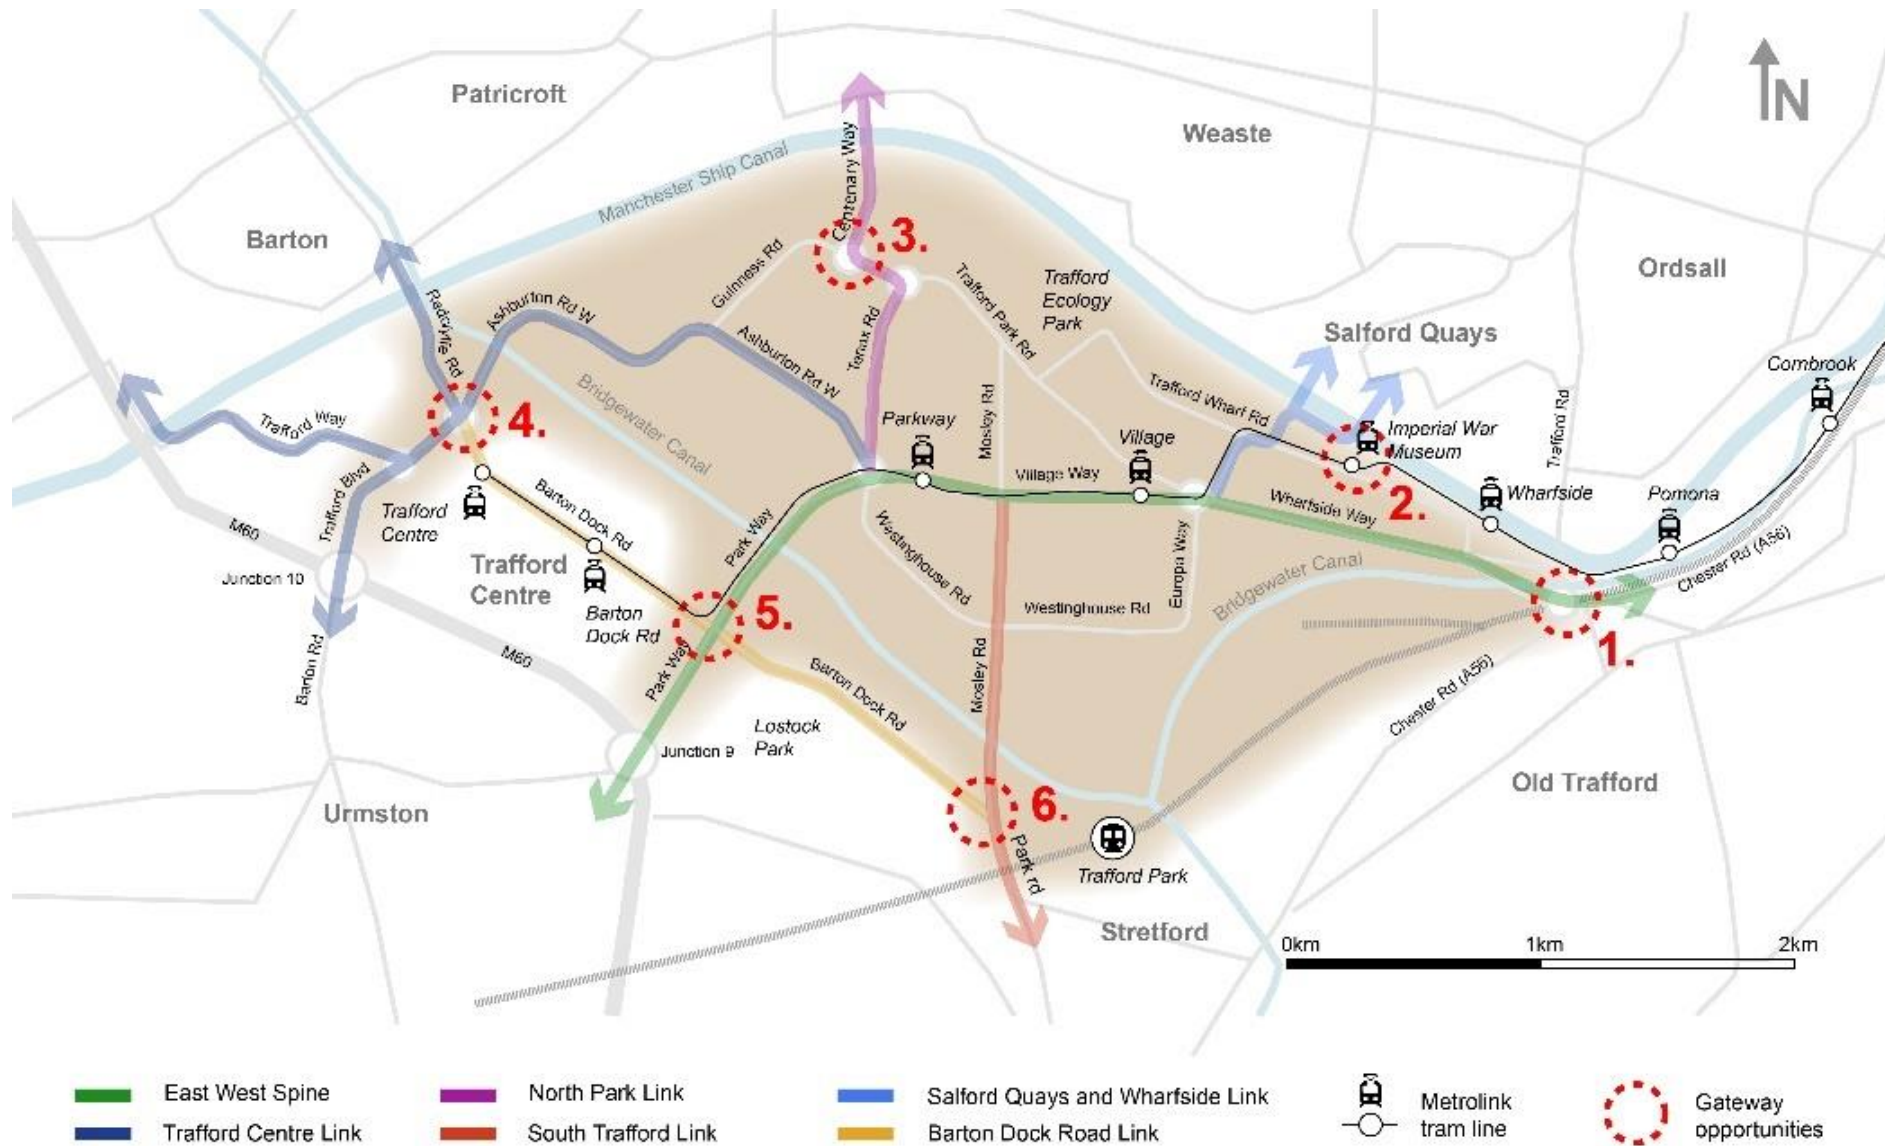 Patricroft
Weaste
N
Centenary Way
Manchester Ship Canal
Barton
3.
Ordsall
Guinness Rd
Trafford
Ecology
Park
Trafford Park Rd
Radclyffe Rd
Ashburton Rd W
Tenax Rd
Ashburton Rd W
Salford Quays
Cornbrook
Trafford Wharf Rd
Trafford Rd
Bridgewater Canal
Mosley Rd
Trafford Way
4.
Parkway
Village
Imperial War
Museum
Village Way
Wharfside Way
2.
Wharfside
Pomona
Trafford Blvd
Trafford
Centre
Barton Dock Rd
Park Way
M60
Westinghouse Rd
Europa Way
Chester Rd (A56)
Junction 10
Trafford
Centre
Bridgewater Canal
Westinghouse Rd
Barton
Dock Rd
5.
1.
Barton Rd
M60
Park Way
Barton Dock Rd
Mosley Rd
Chester Rd (A56)
Lostock
Park
Junction 9
Old Trafford
Urmston
6.
Park rd
Trafford Park
Stretford
0km
1km
2km
East West Spine
North Park Link
Salford Quays and Wharfside Link
Metrolink
tram line
Gateway
opportunities
Trafford Centre Link
South Trafford Link
Barton Dock Road Link